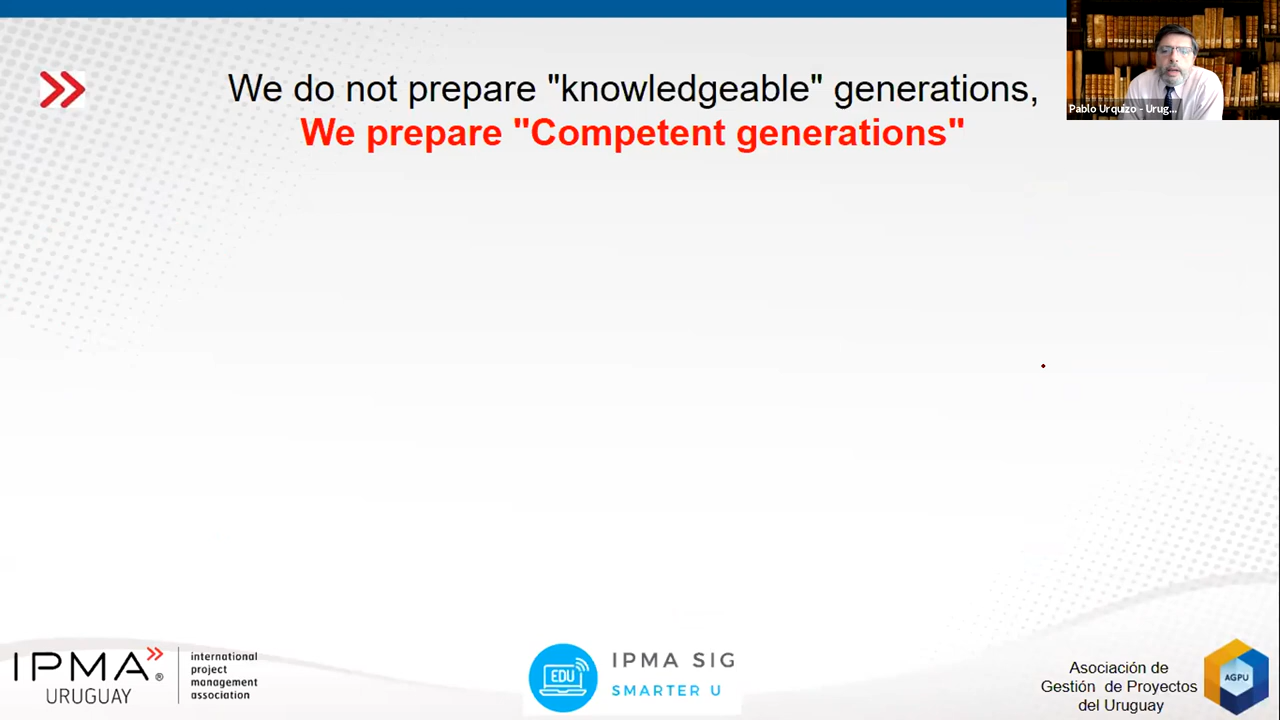 We do not prepare "knowledgeable" generations,
We prepare "Competent generations"
Pablo Urquizo - Urug...
IPMA®
URUGUAY
international
project
management
association
EDU
IPMA SIG
SMARTER U
Asociación de
Gestión de Proyectos
del Uruguay
AGPU